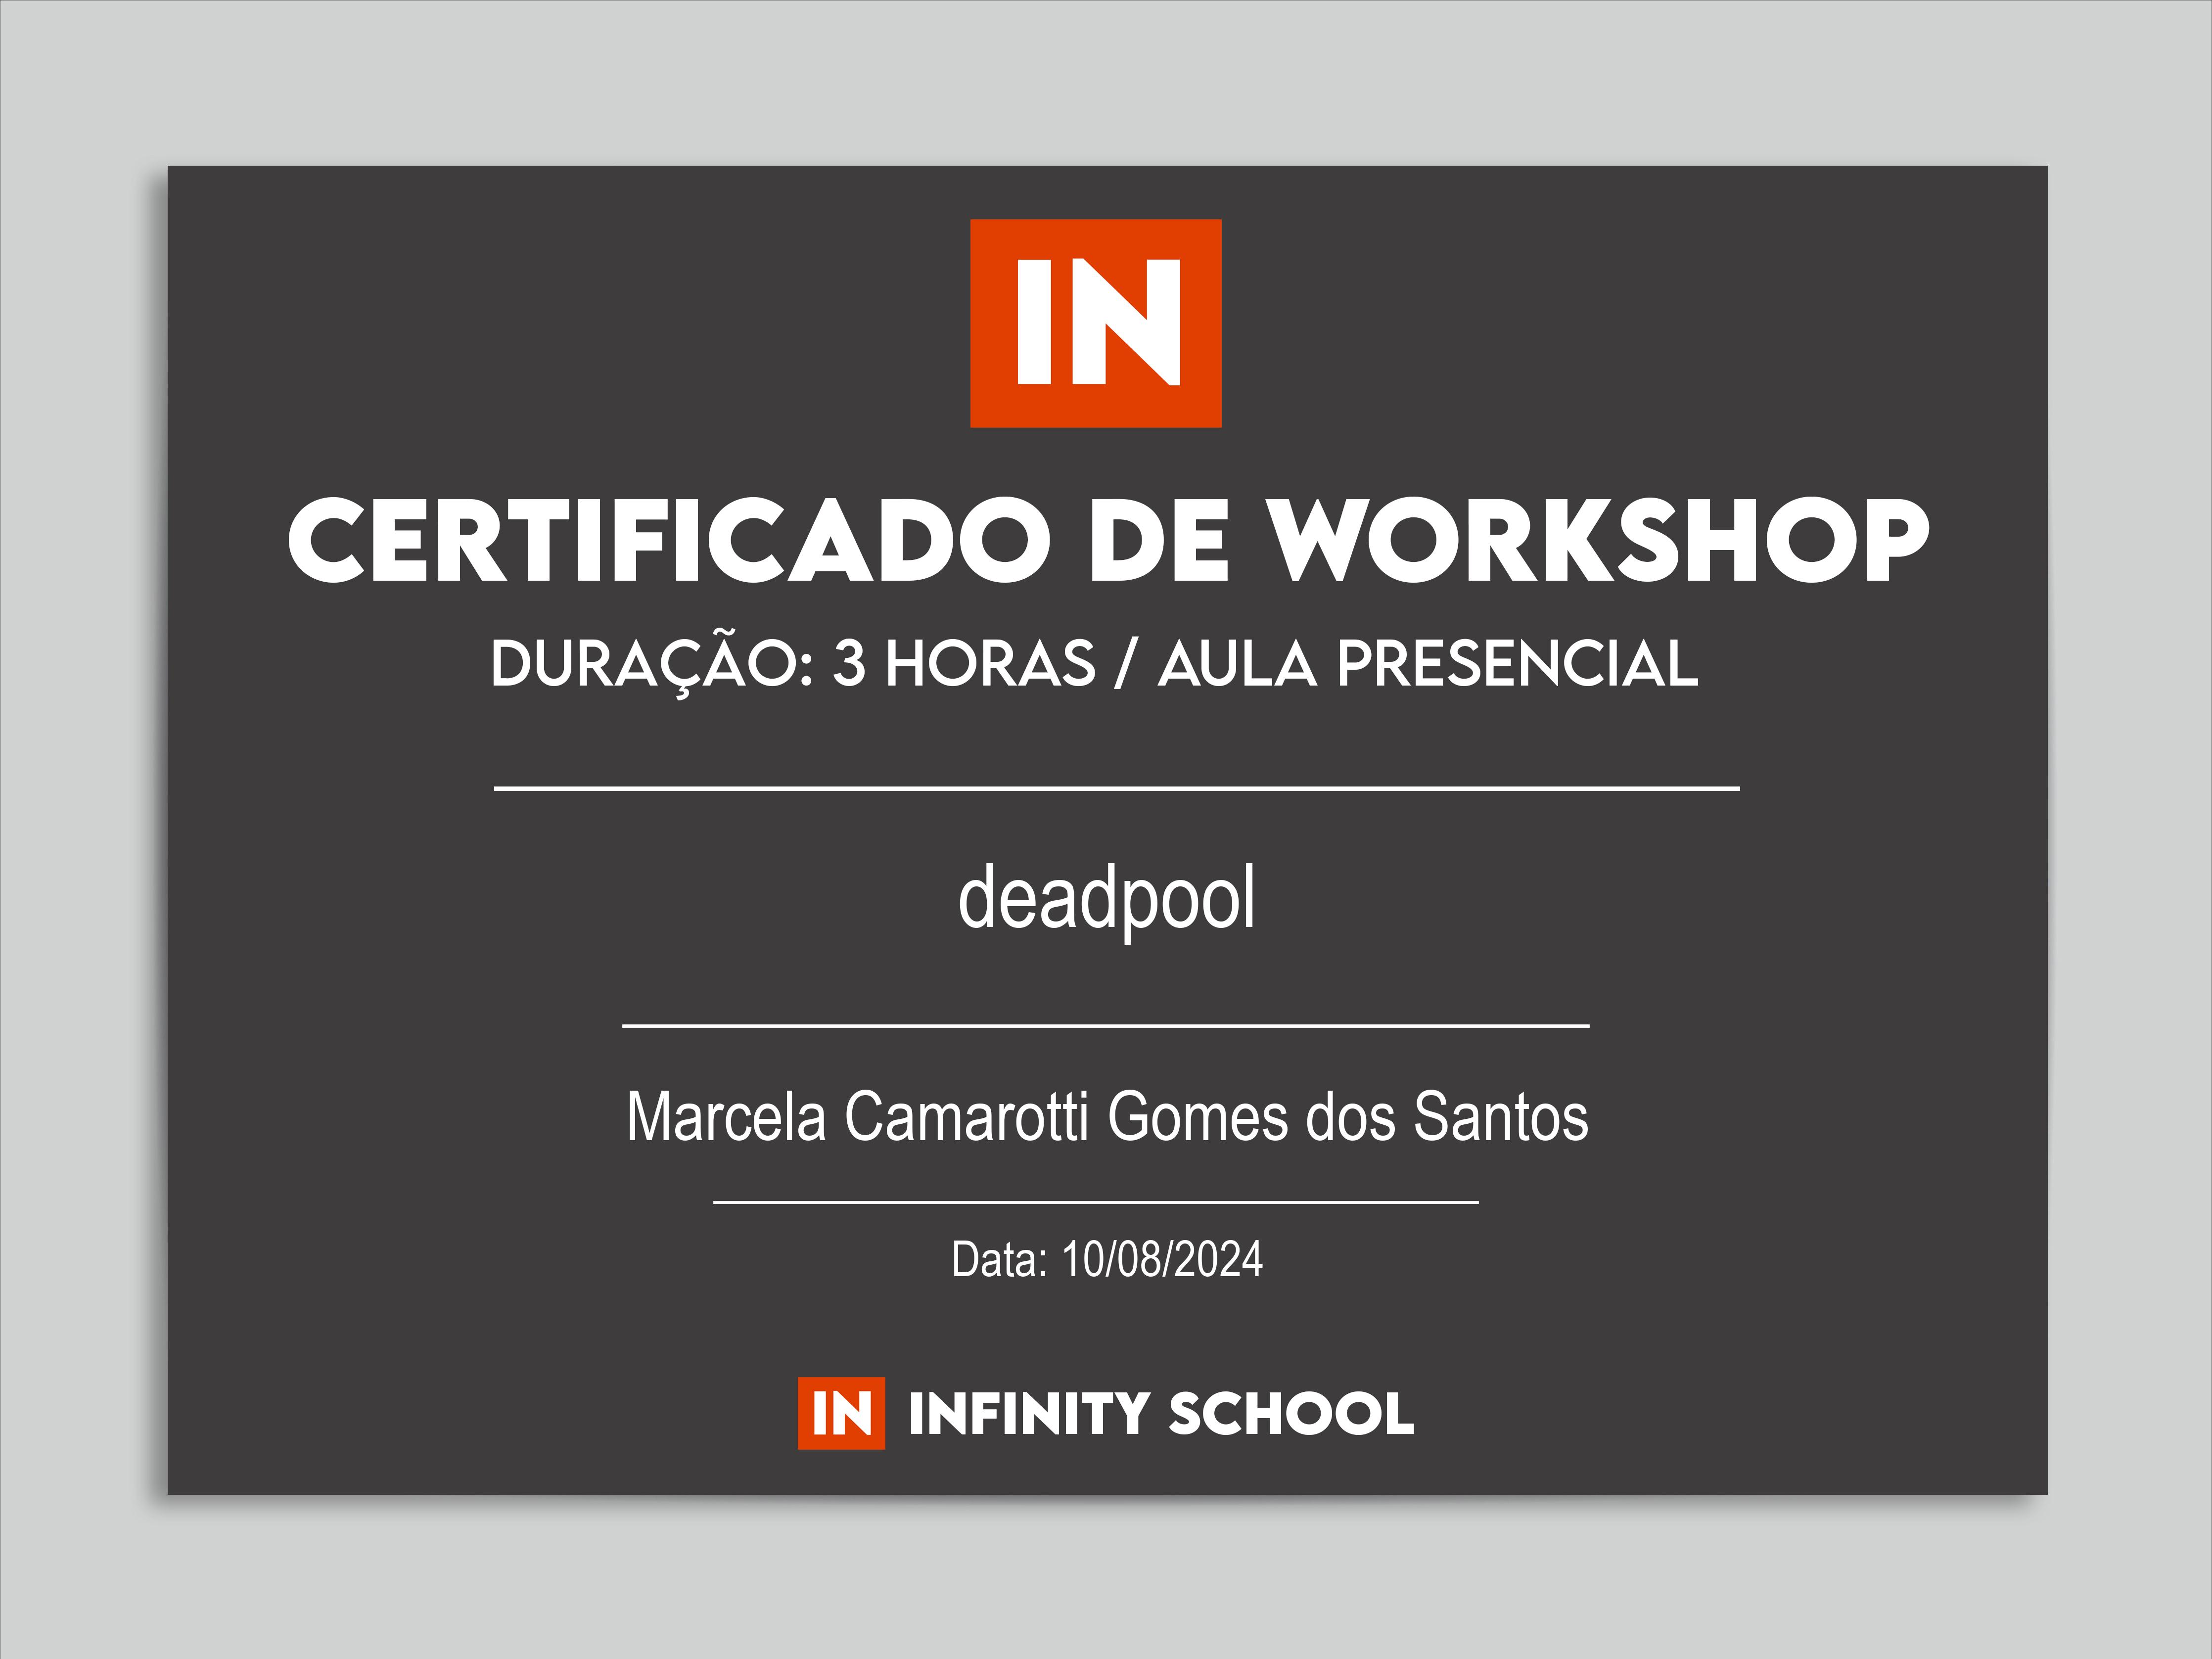 IN
CERTIFICADO DE WORKSHOP
DURAÇÃO: 3 HORAS / AULA PRESENCIAL
deadpool
Marcela Camarotti Gomes dos Santos
Data: 10/08/2024
IN INFINITY SCHOOL